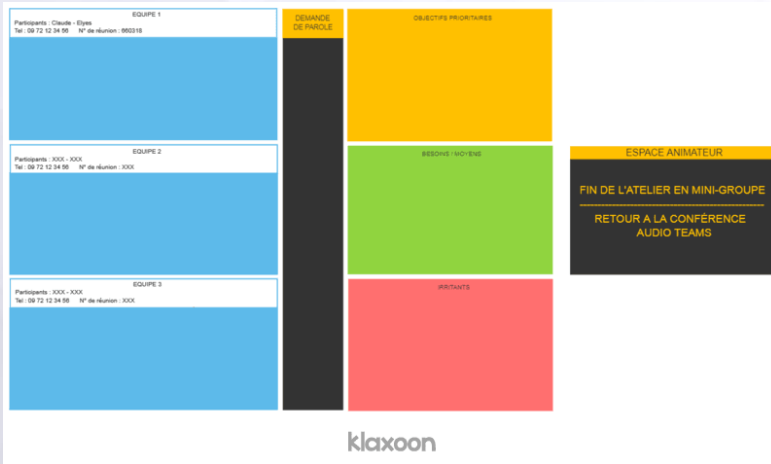 EQUIPE 1
Participants : Claude - Elyes
Tel : 09 72 12 34 56 N° de réunion : 660316
EQUIPE 2
Participants : XXX - XXX
Tel : 09 72 12 34 56 N° de réunion : XXX
EQUIPE 3
Participants : XXX - XXX
Tel : 09 72 12 34 56 N° de réunion : XXX
DEMANDE
DE PAROLE
OBJECTIFS PRIORITAIRES
BESOINS / MOYENS
IRRITANTS
ESPACE ANIMATEUR
FIN DE L'ATELIER EN MINI-GROUPE
RETOUR A LA CONFÉRENCE
AUDIO TEAMS
klaxoon